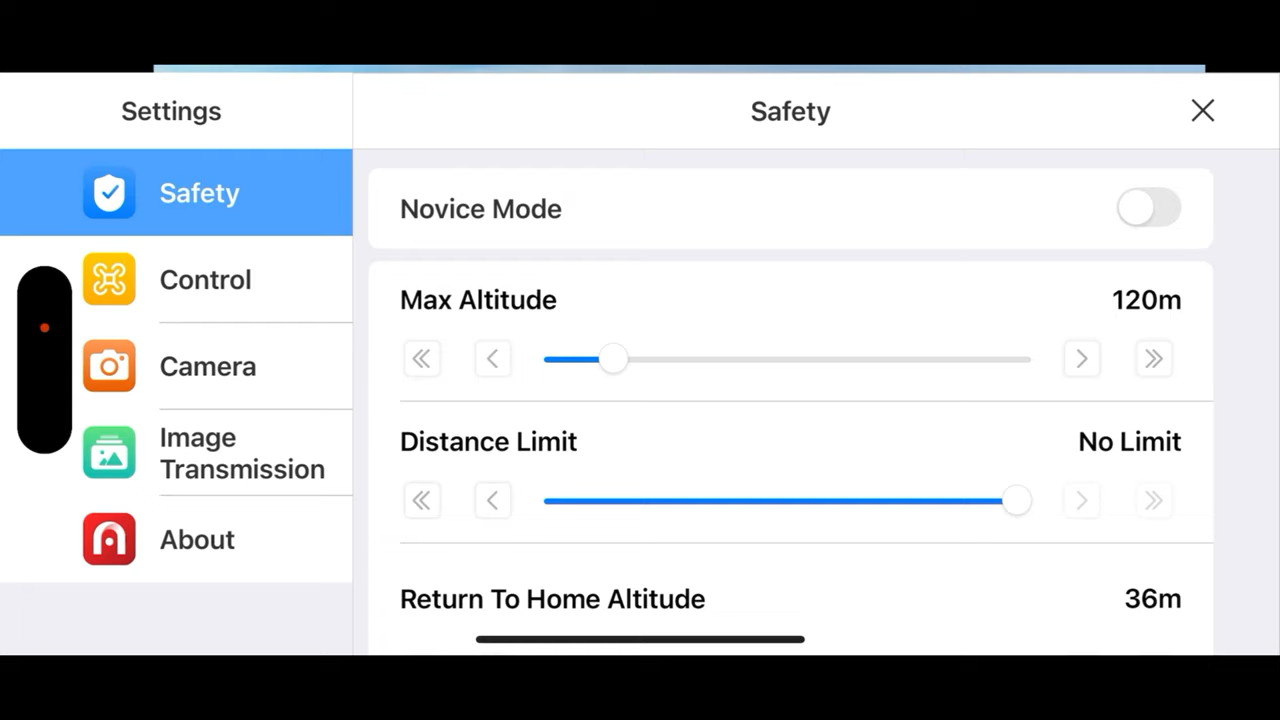 Settings
Safety
Safety
Control
Camera
Image
Transmission
About
Novice Mode
Max Altitude
120m
Distance Limit
No Limit
Return To Home Altitude
36m